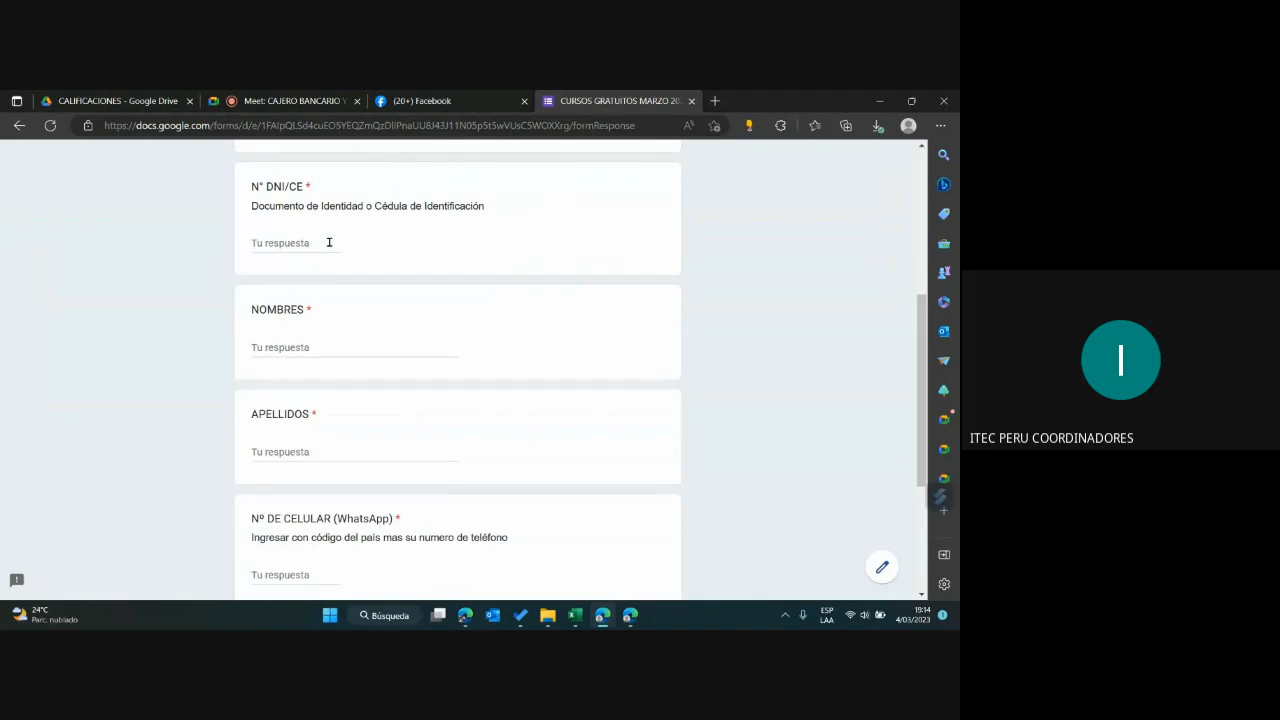 CALIFICACIONES - Google Drive
Meet: CAJERO BANCARIO Y
(20+) Facebook
CURSOS GRATUITOS MARZO 20
N° DNI/CE *
Documento de Identidad o Cédula de Identificación
Tu respuesta
NOMBRES *
Tu respuesta
APELLIDOS *
Tu respuesta
Nº DE CELULAR (WhatsApp) *
Ingresar con código del país mas su numero de teléfono
Tu respuesta
I
ITEC PERU COORDINADORES
24°C
Parc. nublado
Búsqueda
ESP
LAA
19:14
4/03/2023